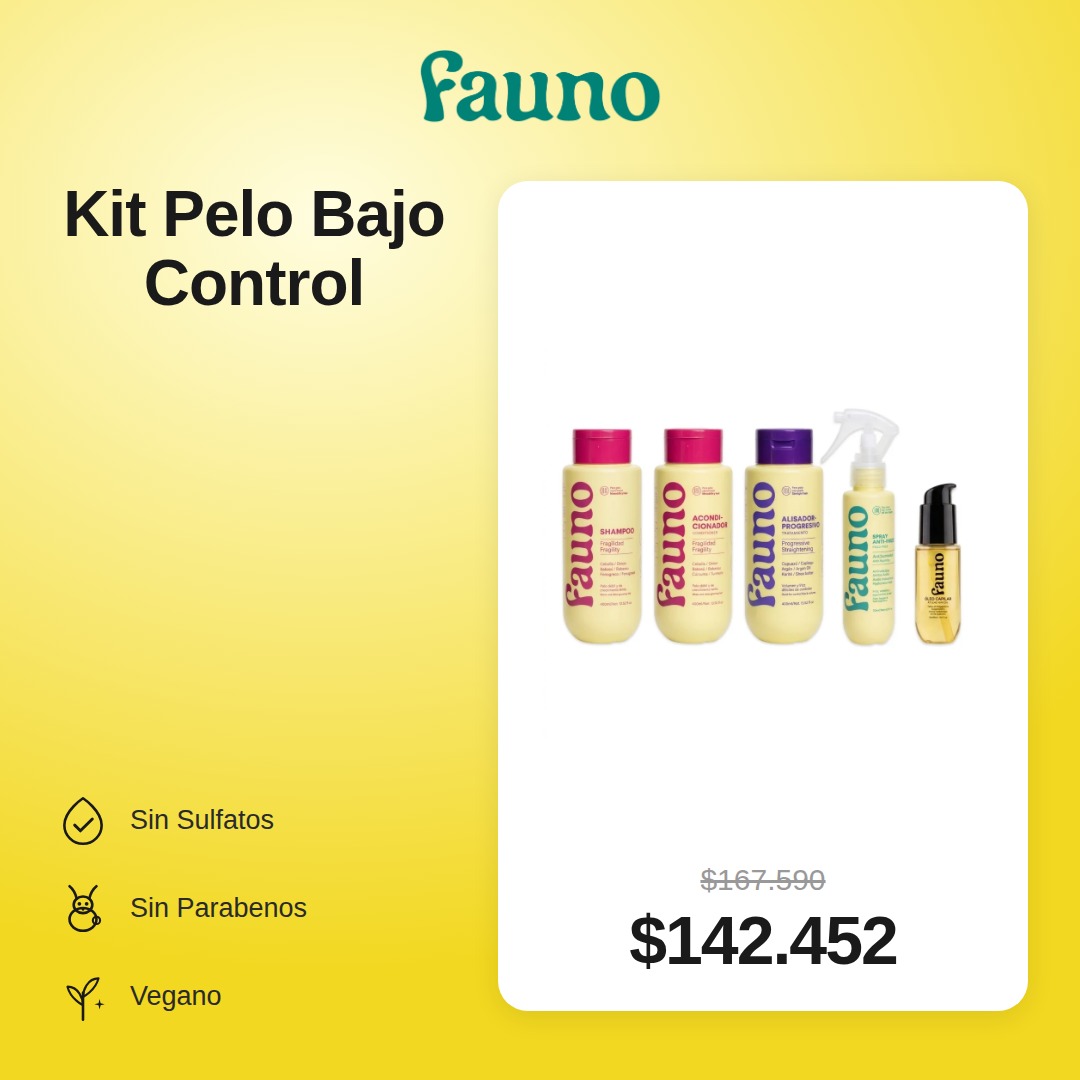 fauno
Kit Pelo Bajo
Control
fauno
SHAMPOO
Fragilidad
Fragility
fauno
ACONDI-
CIONADOR
Fragilidad
Fragility
fauno
ALISADOR-
PROGRESIVO
Progressive
Straightening
fauno
SPRAY
fauno
Sin Sulfatos
Sin Parabenos
Vegano
$167.590
$142.452